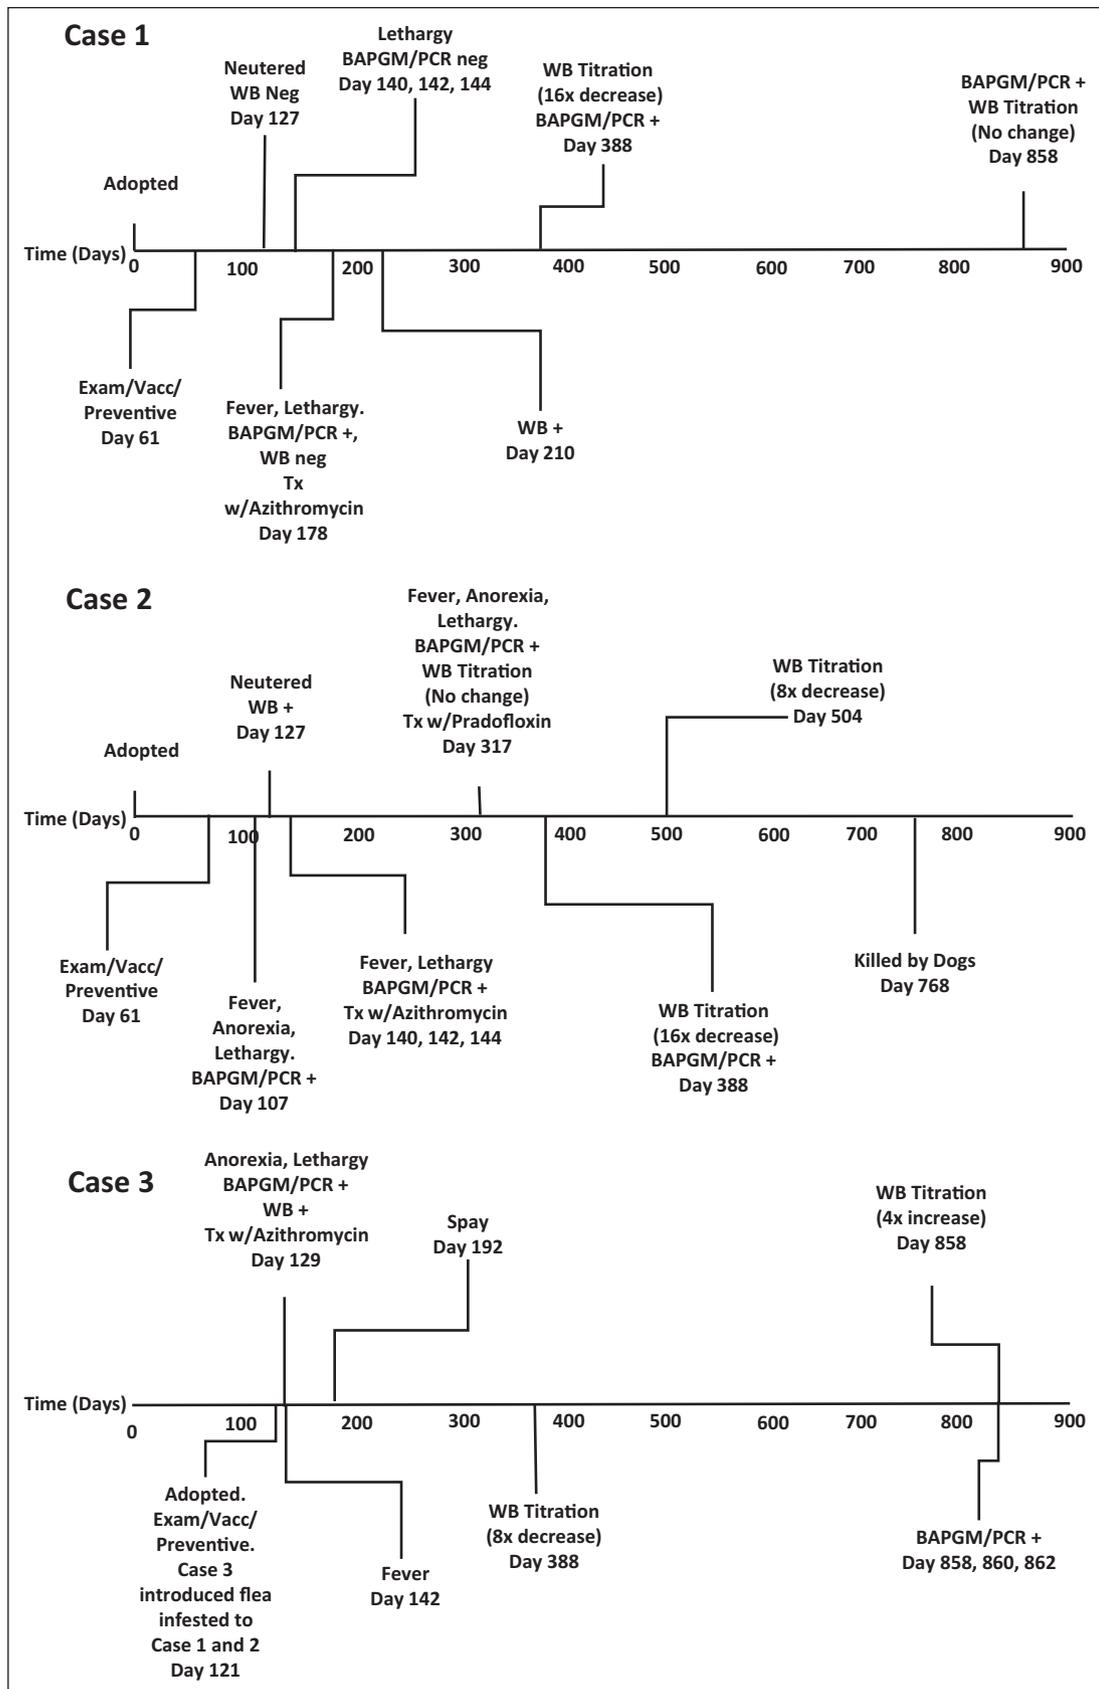 Case 1
Adopted
Neutered
WB Neg
Day 127
Lethargy
BAPGM/PCR neg
Day 140, 142, 144
WB Titration
(16x decrease)
BAPGM/PCR +
Day 388
BAPGM/PCR +
WB Titration
(No change)
Day 858
Time (Days)
0 100 200 300 400 500 600 700 800 900
Exam/Vacc/
Preventive
Day 61
Fever, Lethargy.
BAPGM/PCR +,
WB neg
Tx
w/Azithromycin
Day 178
WB +
Day 210
Case 2
Adopted
Neutered
WB +
Day 127
Fever, Anorexia,
Lethargy.
BAPGM/PCR +
WB Titration
(No change)
Tx w/Pradofloxin
Day 317
WB Titration
(8x decrease)
Day 504
Time (Days)
0 100 200 300 400 500 600 700 800 900
Exam/Vacc/
Preventive
Day 61
Fever,
Anorexia,
Lethargy.
BAPGM/PCR +
Day 107
Fever, Lethargy
BAPGM/PCR +
Tx w/Azithromycin
Day 140, 142, 144
WB Titration
(16x decrease)
BAPGM/PCR +
Day 388
Killed by Dogs
Day 768
Case 3
Anorexia, Lethargy
BAPGM/PCR +
WB +
Tx w/Azithromycin
Day 129
Spay
Day 192
WB Titration
(4x increase)
Day 858
Time (Days)
0 100 200 300 400 500 600 700 800 900
Adopted.
Exam/Vacc/
Preventive.
Case 3
introduced flea
infested to
Case 1 and 2
Day 121
Fever
Day 142
WB Titration
(8x decrease)
Day 388
BAPGM/PCR +
Day 858, 860, 862